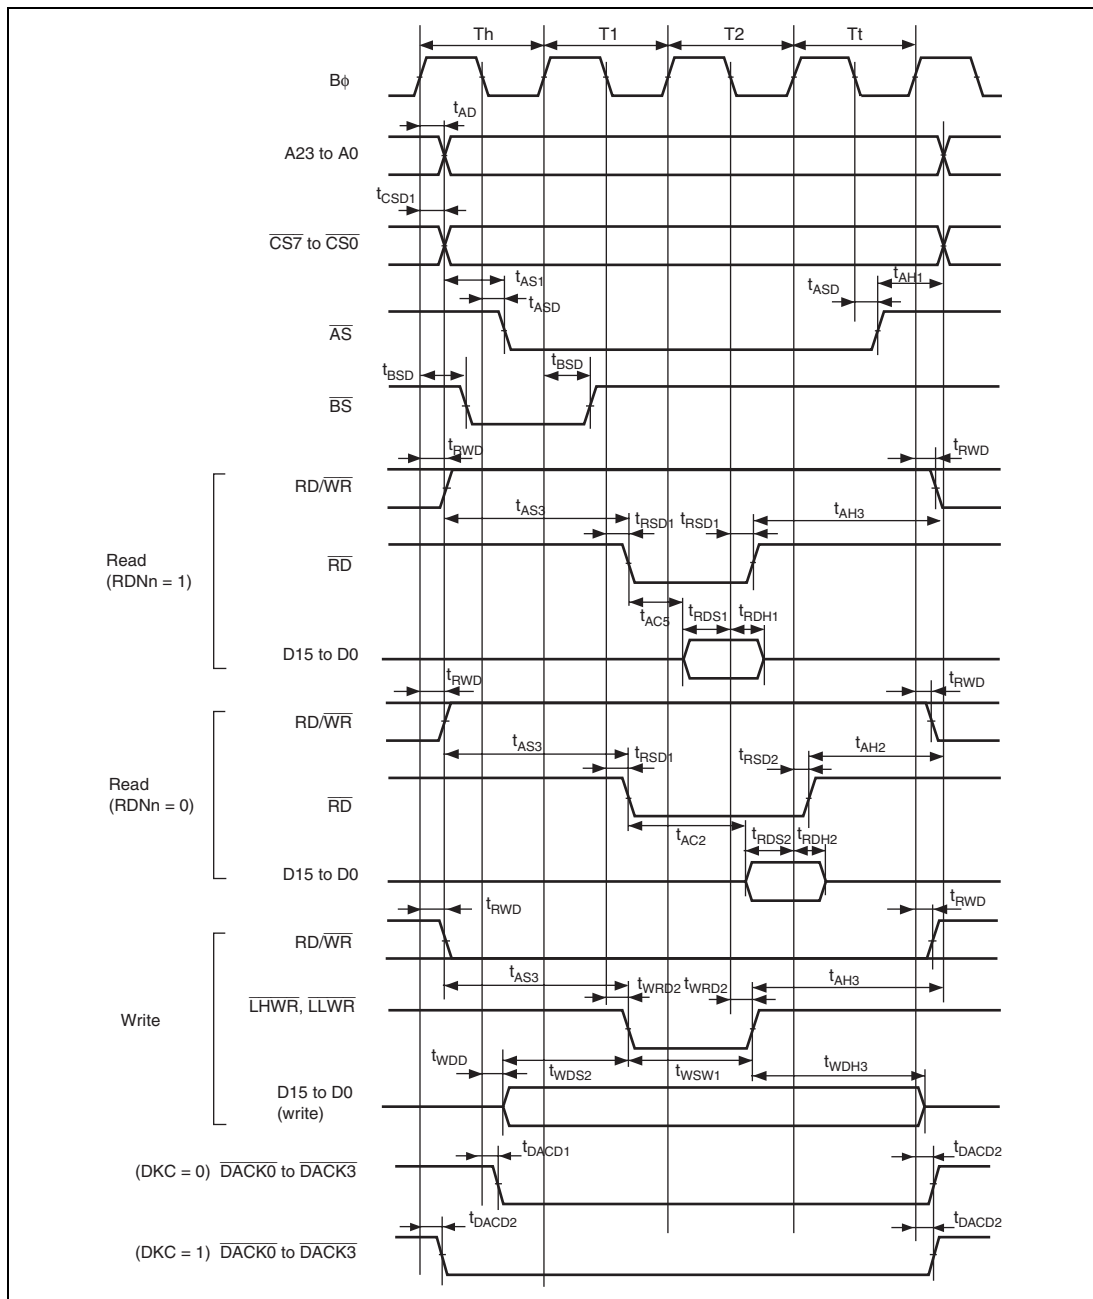 Th T1 T2 Tt
Bϕ
tAD
A23 to A0
tCSD1
CS7 to CS0
tAS1 tAH1
tASD tASD
AS
tBSD tBSD
BS
tRWD tRWD
RD/WR
tAS3 tRSD1 tRSD1 tAH3
Read
(RDNn = 1)
RD
tAC5 tRDS1 tRDH1
D15 to D0
tRWD tRWD
RD/WR
tAS3 tRSD1 tRSD2 tAH2
Read
(RDNn = 0)
RD
tAC2 tRDS2 tRDH2
D15 to D0
tRWD tRWD
RD/WR
tAS3 tWRD2 tWRD2 tAH3
LHWR, LLWR
Write
tWDD tWDS2 tWSW1 tWDH3
D15 to D0
(write)
tDACD1 tDACD2
(DKC = 0) DACK0 to DACK3
tDACD2 tDACD2
(DKC = 1) DACK0 to DACK3